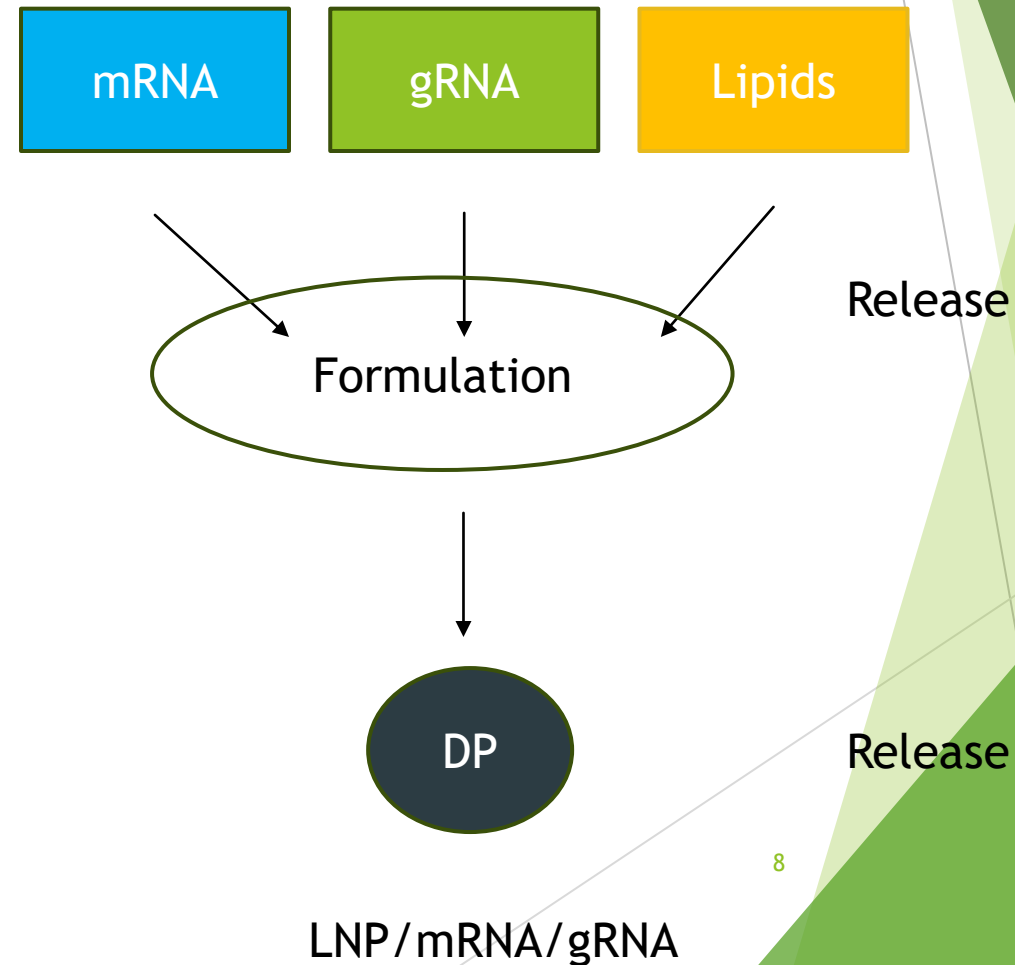 mRNA
gRNA
Lipids
Release
Formulation
DP
Release
8
LNP/mRNA/gRNA